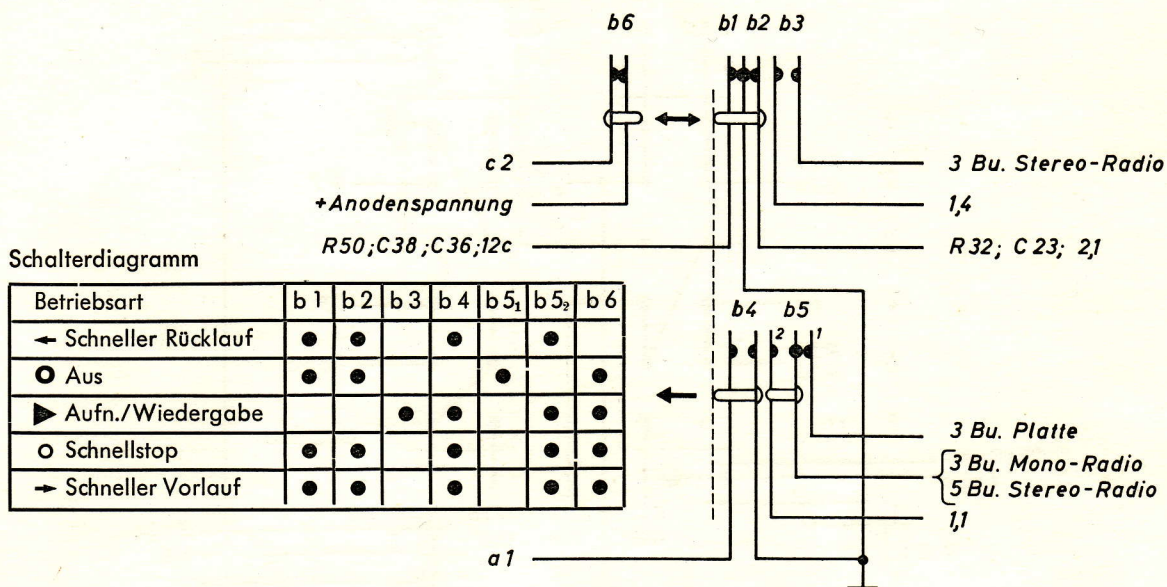 b6 b1 b2 b3
c2
3 Bu. Stereo-Radio
+Anodenspannung
1,4
R50;C38;C36;12c
R32; C23; 2,1
Schalterdiagramm
Betriebsart b1 b2 b3 b4 b5₁ b5₂ b6
← Schneller Rücklauf ● ● ● ●
O Aus ● ● ● ●
▶ Aufn./Wiedergabe ● ● ● ●
o Schnellstop ● ● ● ● ●
→ Schneller Vorlauf ● ● ● ● ●
b4 b5
2 1
3 Bu. Platte
3 Bu. Mono-Radio
5 Bu. Stereo-Radio
1,1
a1